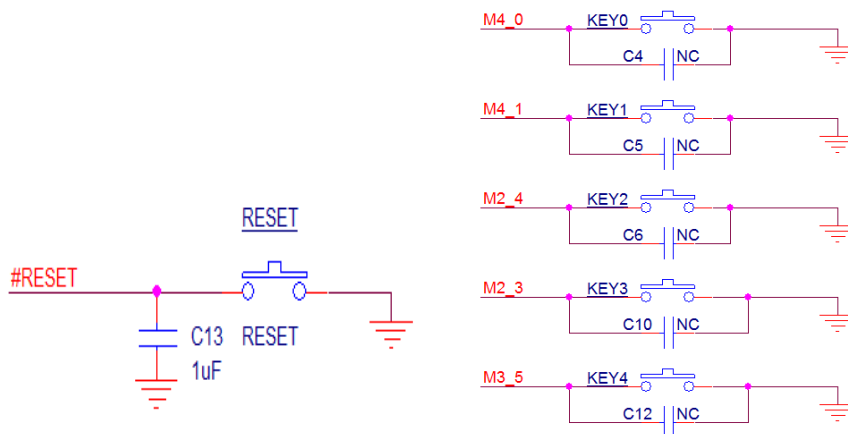 RESET
#RESET
C13 RESET
1uF
M4_0 KEY0
C4 NC
M4_1 KEY1
C5 NC
M2_4 KEY2
C6 NC
M2_3 KEY3
C10 NC
M3_5 KEY4
C12 NC